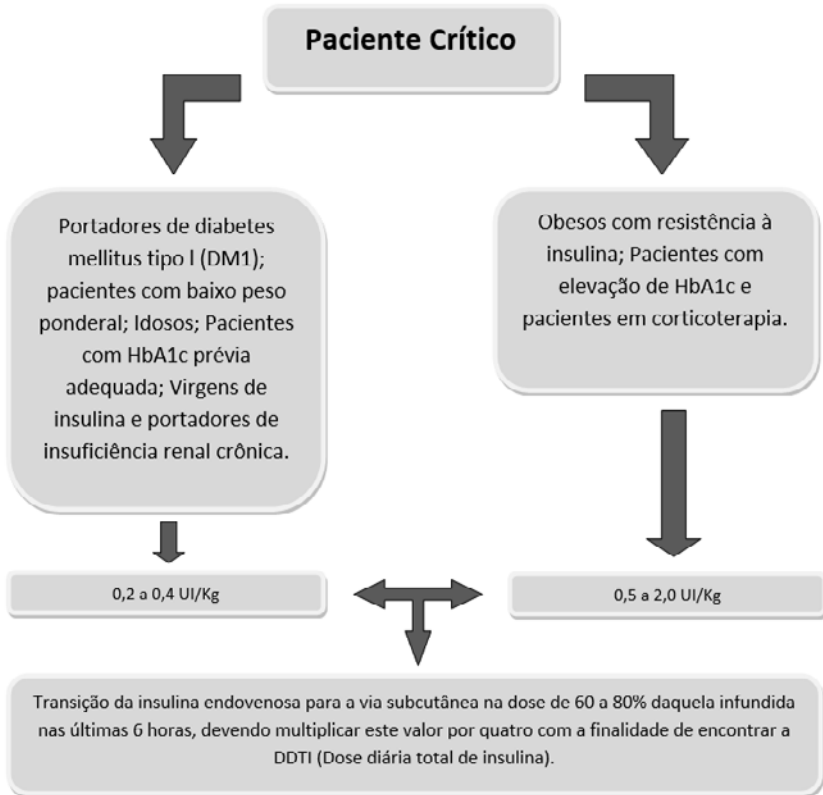 Paciente Crítico
Portadores de diabetes
mellitus tipo I (DM1);
pacientes com baixo peso
ponderal; Idosos; Pacientes
com HbA1c prévia
adequada; Virgens de
insulina e portadores de
insuficiência renal crônica.
Obesos com resistência à
insulina; Pacientes com
elevação de HbA1c e
pacientes em corticoterapia.
0,2 a 0,4 UI/Kg
0,5 a 2,0 UI/Kg
Transição da insulina endovenosa para a via subcutânea na dose de 60 a 80% daquela infundida
nas últimas 6 horas, devendo multiplicar este valor por quatro com a finalidade de encontrar a
DDTI (Dose diária total de insulina).